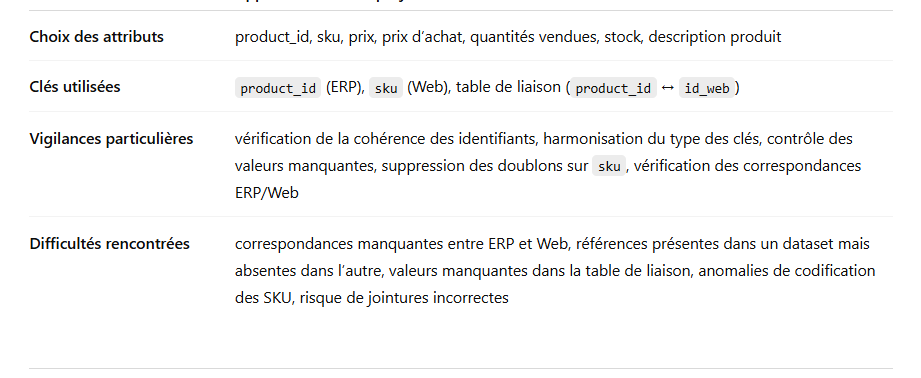 Choix des attributs product_id, sku, prix, prix d’achat, quantités vendues, stock, description produit
Clés utilisées product_id (ERP), sku (Web), table de liaison ( product_id ↔ id_web )
Vigilances particulières vérification de la cohérence des identifiants, harmonisation du type des clés, contrôle des
valeurs manquantes, suppression des doublons sur sku , vérification des correspondances
ERP/Web
Difficultés rencontrées correspondances manquantes entre ERP et Web, références présentes dans un dataset mais
absentes dans l’autre, valeurs manquantes dans la table de liaison, anomalies de codification
des SKU, risque de jointures incorrectes